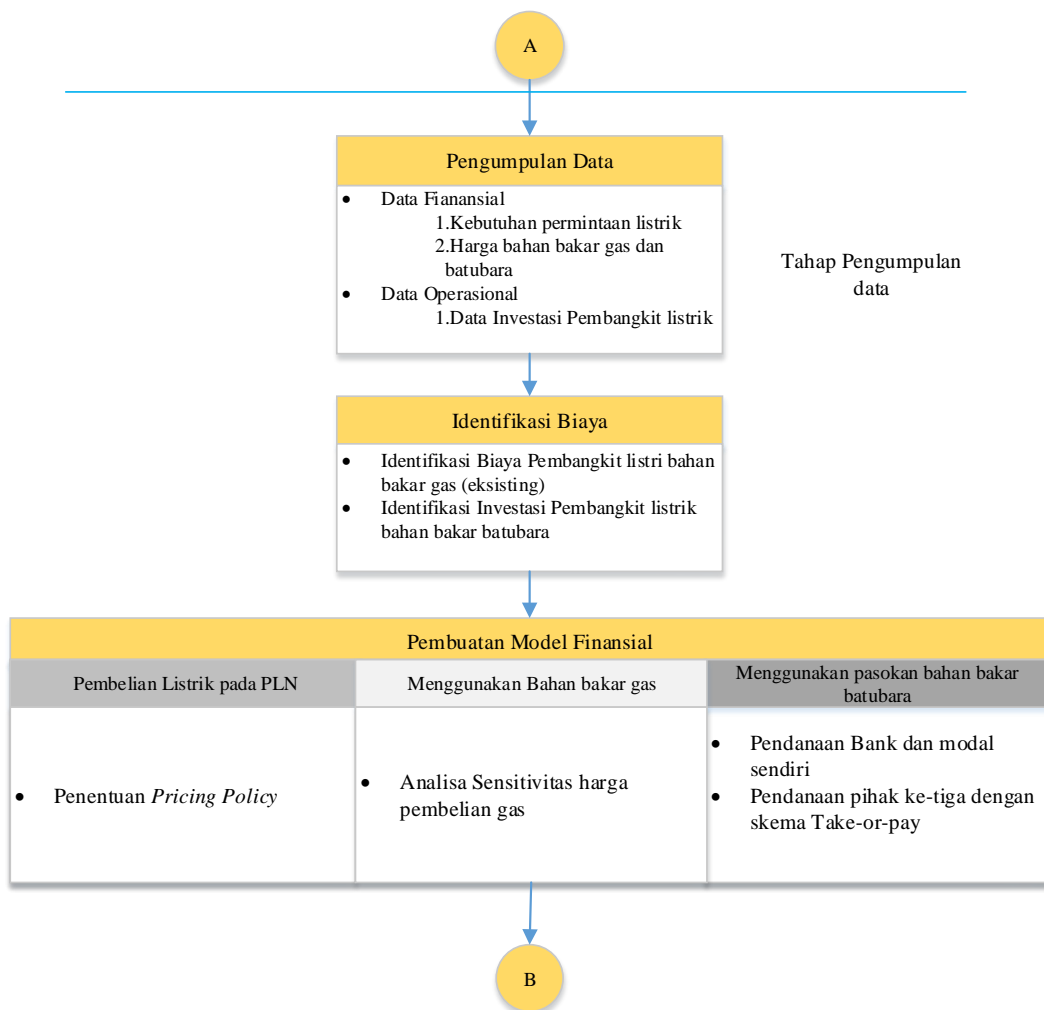 A
Pengumpulan Data
• Data Fianansial
1.Kebutuhan permintaan listrik
2.Harga bahan bakar gas dan
batubara
• Data Operasional
1.Data Investasi Pembangkit listrik
Tahap Pengumpulan
data
Identifikasi Biaya
• Identifikasi Biaya Pembangkit listri bahan
bakar gas (eksisting)
• Identifikasi Investasi Pembangkit listrik
bahan bakar batubara
Pembuatan Model Finansial
Pembelian Listrik pada PLN
Menggunakan Bahan bakar gas
Menggunakan pasokan bahan bakar
batubara
• Penentuan Pricing Policy
• Analisa Sensitivitas harga
pembelian gas
• Pendanaan Bank dan modal
sendiri
• Pendanaan pihak ke-tiga dengan
skema Take-or-pay
B